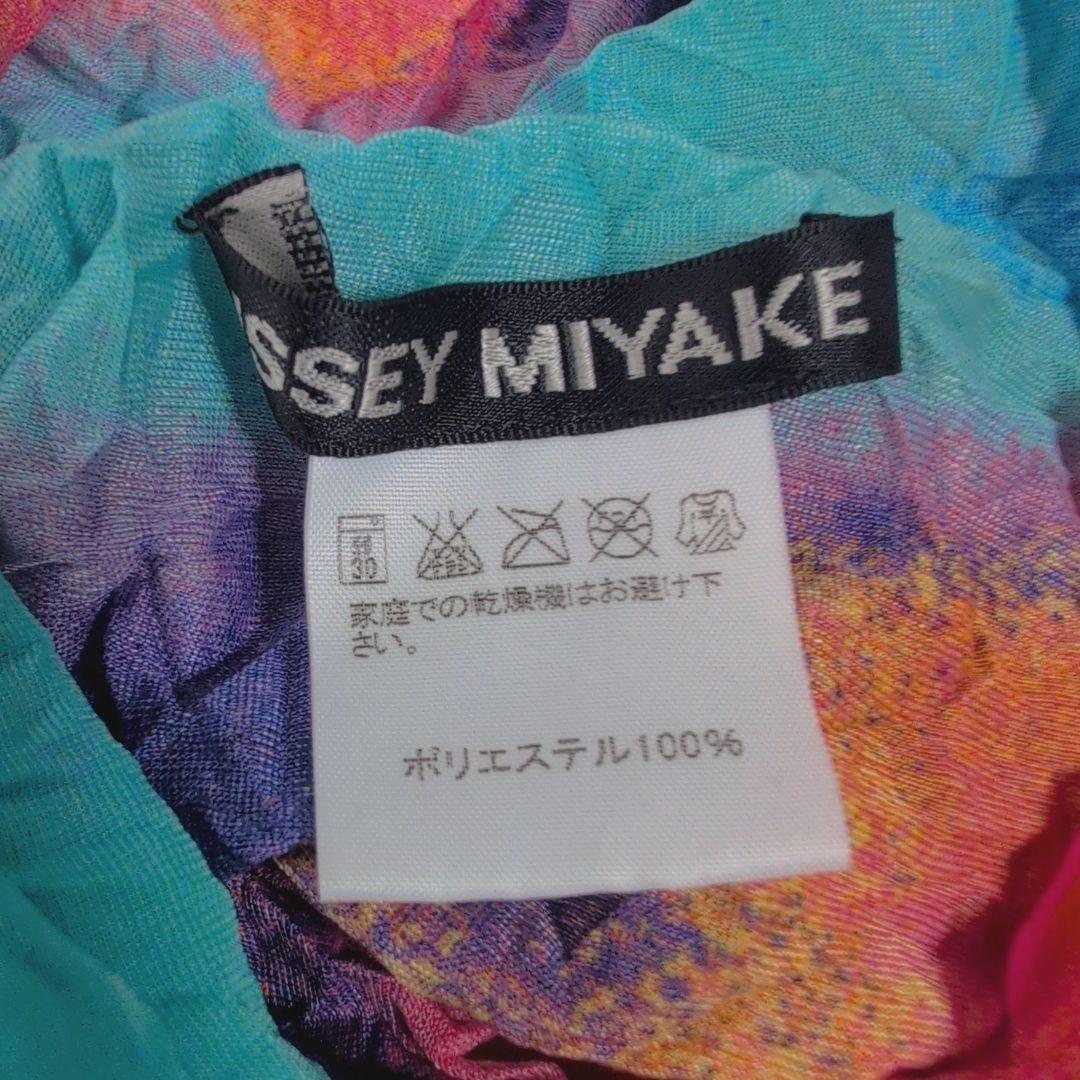 ISSEY MIYAKE
30
家庭での乾燥機はお避け下
さい。
ポリエステル100%